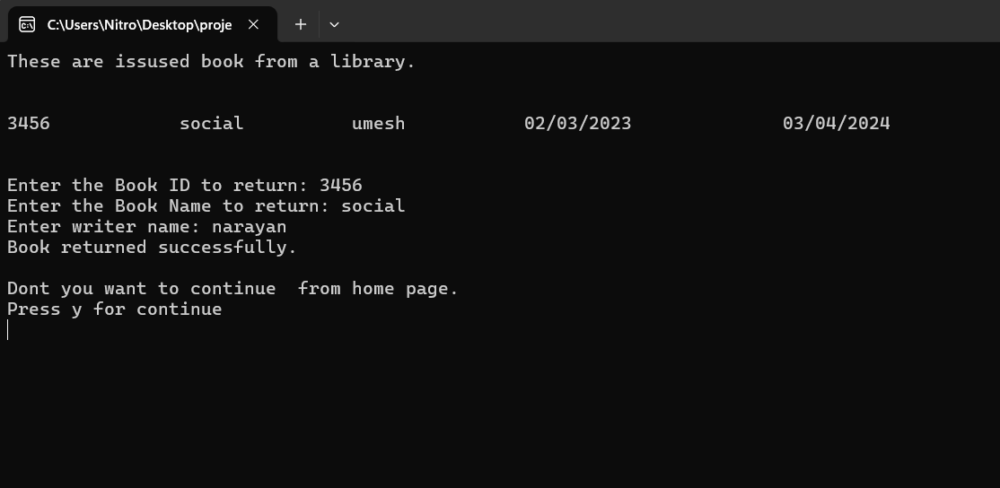 C:\Users\Nitro\Desktop\proje
These are issused book from a library.
3456 social umesh 02/03/2023 03/04/2024
Enter the Book ID to return: 3456
Enter the Book Name to return: social
Enter writer name: narayan
Book returned successfully.
Dont you want to continue  from home page.
Press y for continue